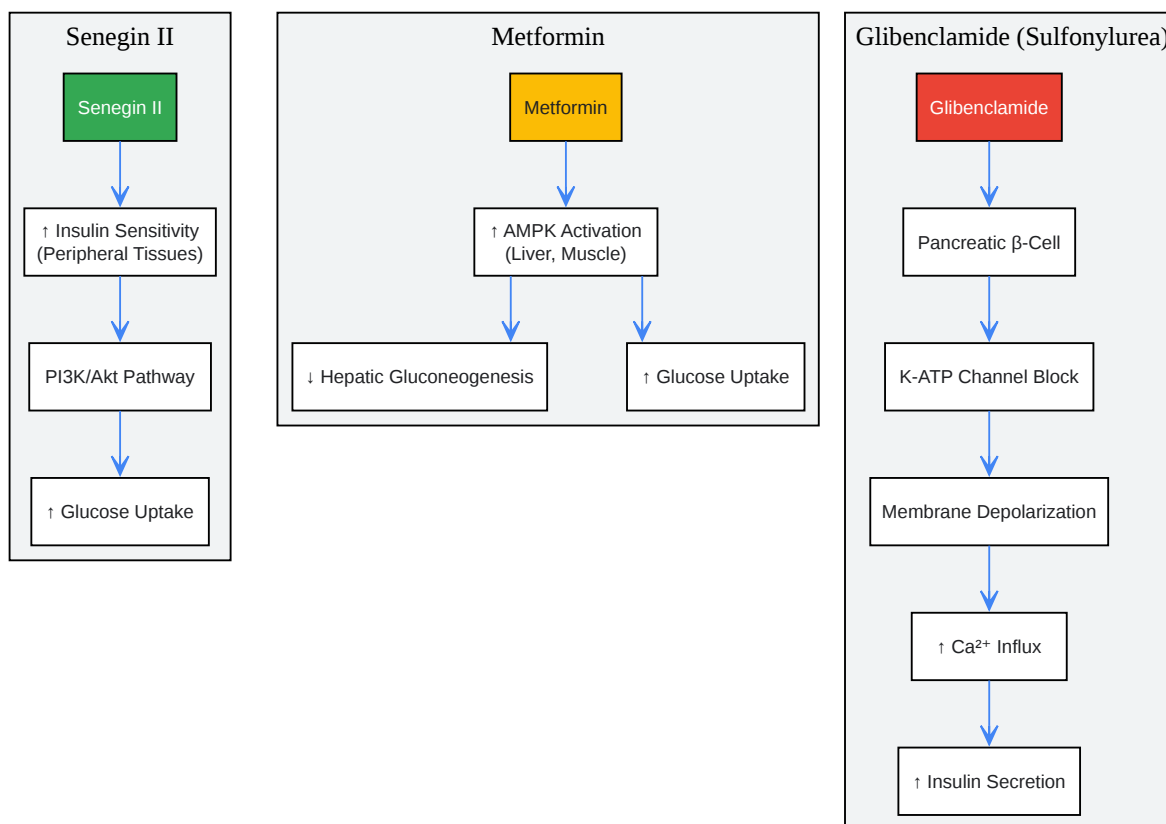 Senegin II
Senegin II
↑ Insulin Sensitivity
(Peripheral Tissues)
PI3K/Akt Pathway
↑ Glucose Uptake
Metformin
Metformin
↑ AMPK Activation
(Liver, Muscle)
↓ Hepatic Gluconeogenesis
↑ Glucose Uptake
Glibenclamide (Sulfonylurea)
Glibenclamide
Pancreatic β-Cell
K-ATP Channel Block
Membrane Depolarization
↑ Ca²⁺ Influx
↑ Insulin Secretion